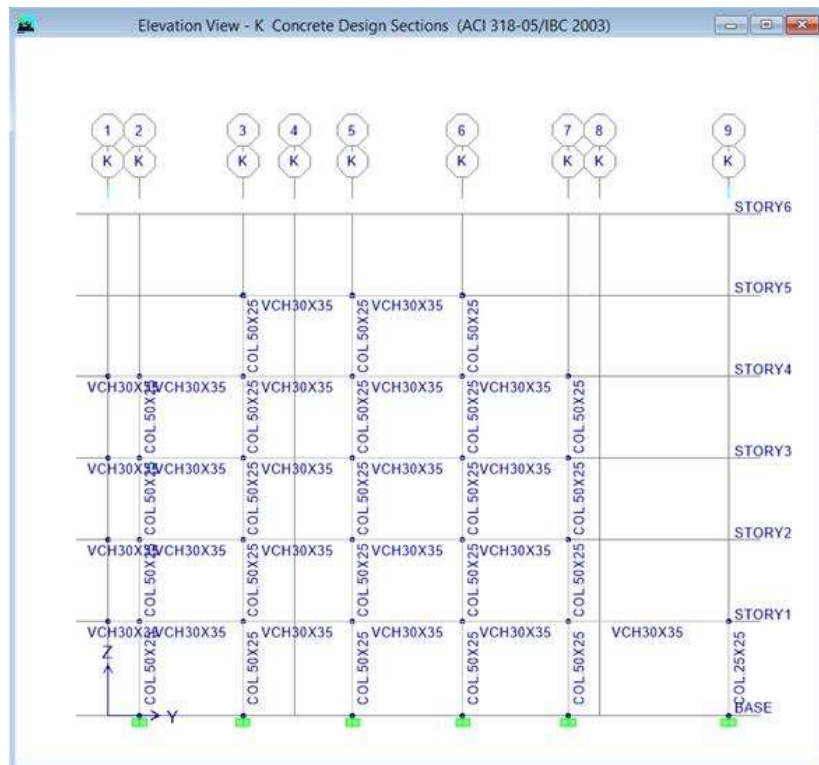 Elevation View - K Concrete Design Sections (ACI 318-05/IBC 2003)
1 2 3 4 5 6 7 8 9
K K K K K K K K K
STORY6
STORY5
VCH30X35 VCH30X35
COL.50X25 COL.50X25 COL.50X25
STORY4
VCH30X35 VCH30X35 VCH30X35 VCH30X35 VCH30X35
COL.50X25 COL.50X25 COL.50X25 COL.50X25 COL.50X25
STORY3
VCH30X35 VCH30X35 VCH30X35 VCH30X35 VCH30X35
COL.50X25 COL.50X25 COL.50X25 COL.50X25 COL.50X25
STORY2
VCH30X35 VCH30X35 VCH30X35 VCH30X35 VCH30X35
COL.50X25 COL.50X25 COL.50X25 COL.50X25 COL.50X25
STORY1
VCH30X35 VCH30X35 VCH30X35 VCH30X35 VCH30X35 VCH30X35
Z
COL.50X25 COL.50X25 COL.50X25 COL.50X25 COL.50X25 COL.25X25
BASE
Y